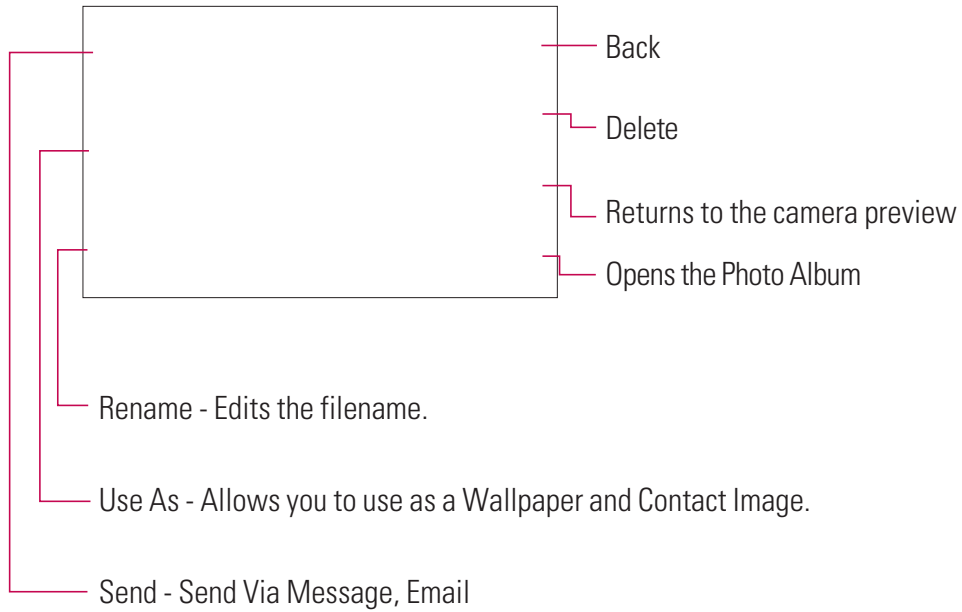 Back
Delete
Returns to the camera preview
Opens the Photo Album
Rename - Edits the filename.
Use As - Allows you to use as a Wallpaper and Contact Image.
Send - Send Via Message, Email